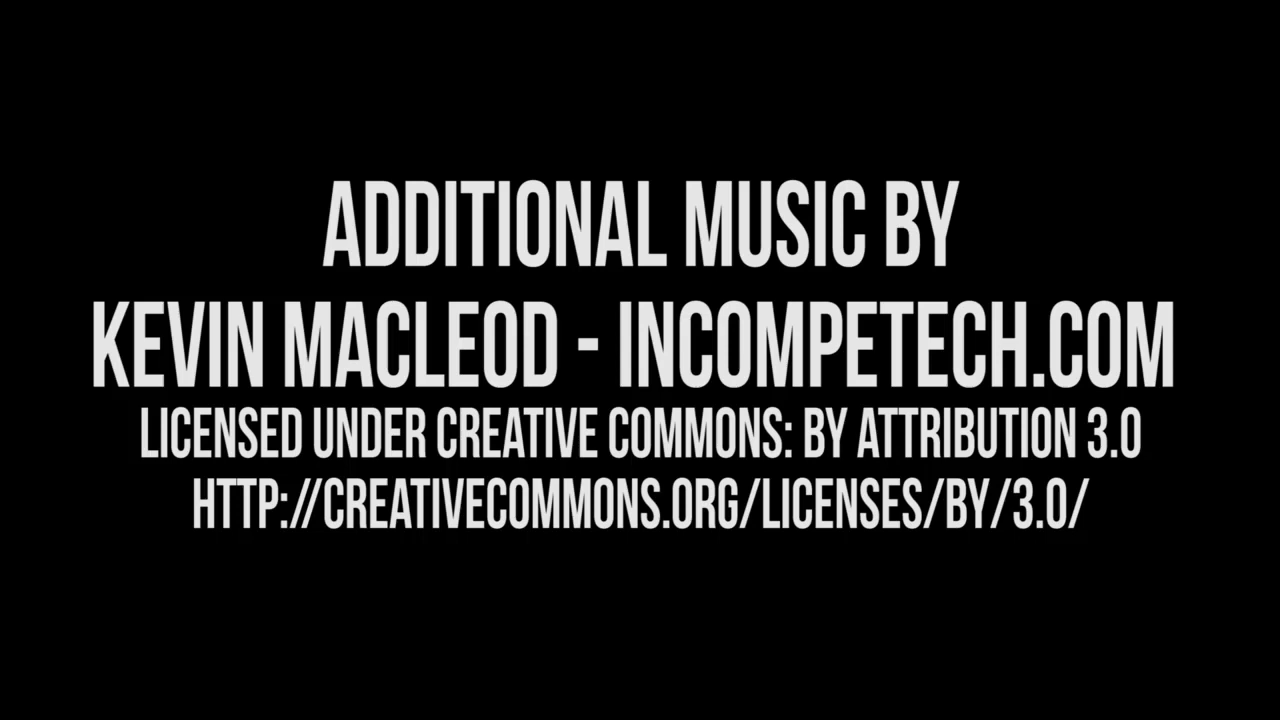 ADDITIONAL MUSIC BY
KEVIN MACLEOD - INCOMPETECH.COM
LICENSED UNDER CREATIVE COMMONS: BY ATTRIBUTION 3.0
HTTP://CREATIVECOMMONS.ORG/LICENSES/BY/3.0/